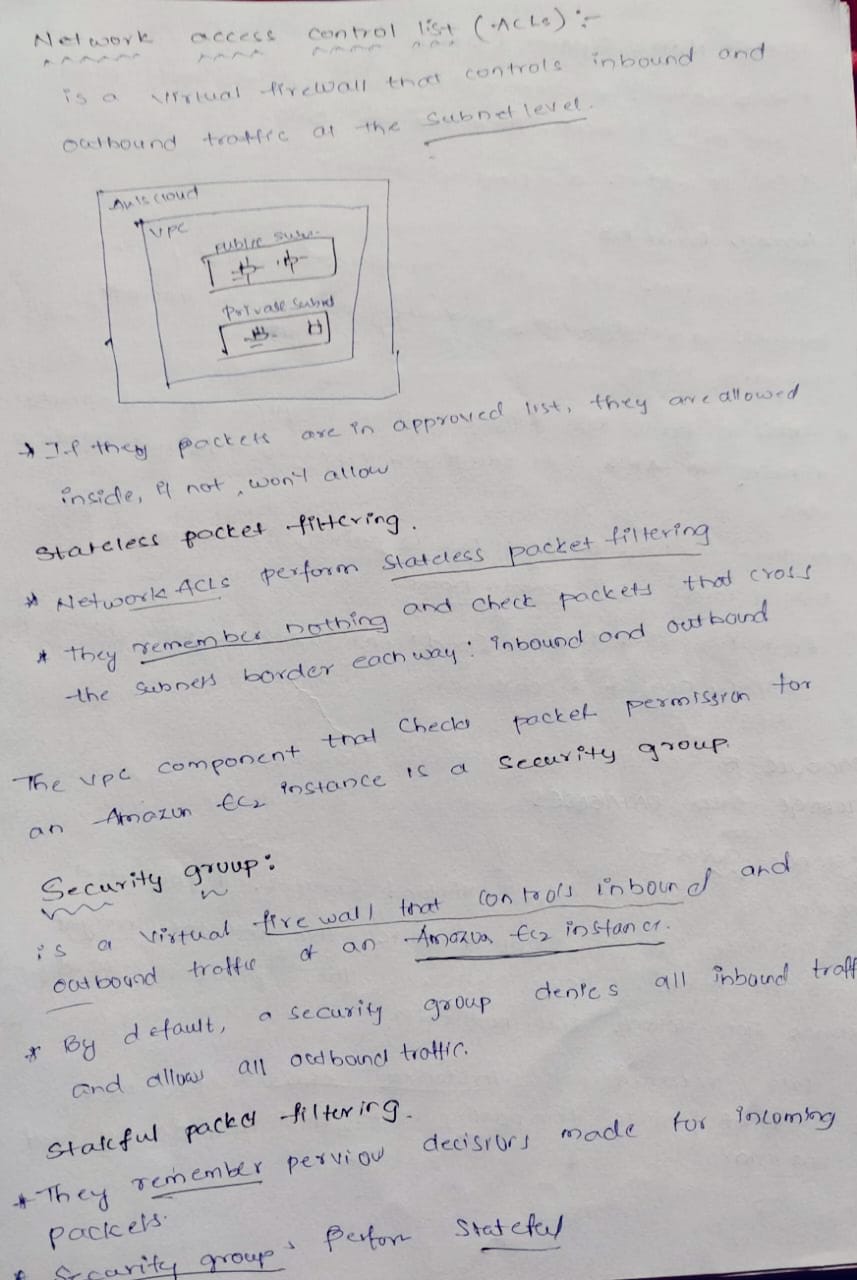 Network access control list (ACLs) :-
is a virtual firewall that controls inbound and
outbound traffic at the subnet level.
Aws cloud
VPC
public
Private Subnet
* If they packets are in approved list, they are allowed
inside, if not, won't allow
Stateless packet filtering.
* Network ACLs perform stateless packet filtering
* They remember nothing and check packets that cross
the subnets border each way: inbound and outbound
The VPC component that Checks packet permission for
an Amazon EC2 instance is a security group.
Security group:
is a virtual firewall that controls inbound and
outbound traffic of an Amazon EC2 instance.
* By default, a security group denies all inbound traff
and allows all outbound traffic.
Stateful packet filtering.
* They remember perviou decisions made for incoming
packets.
* Security groups perform Stateful